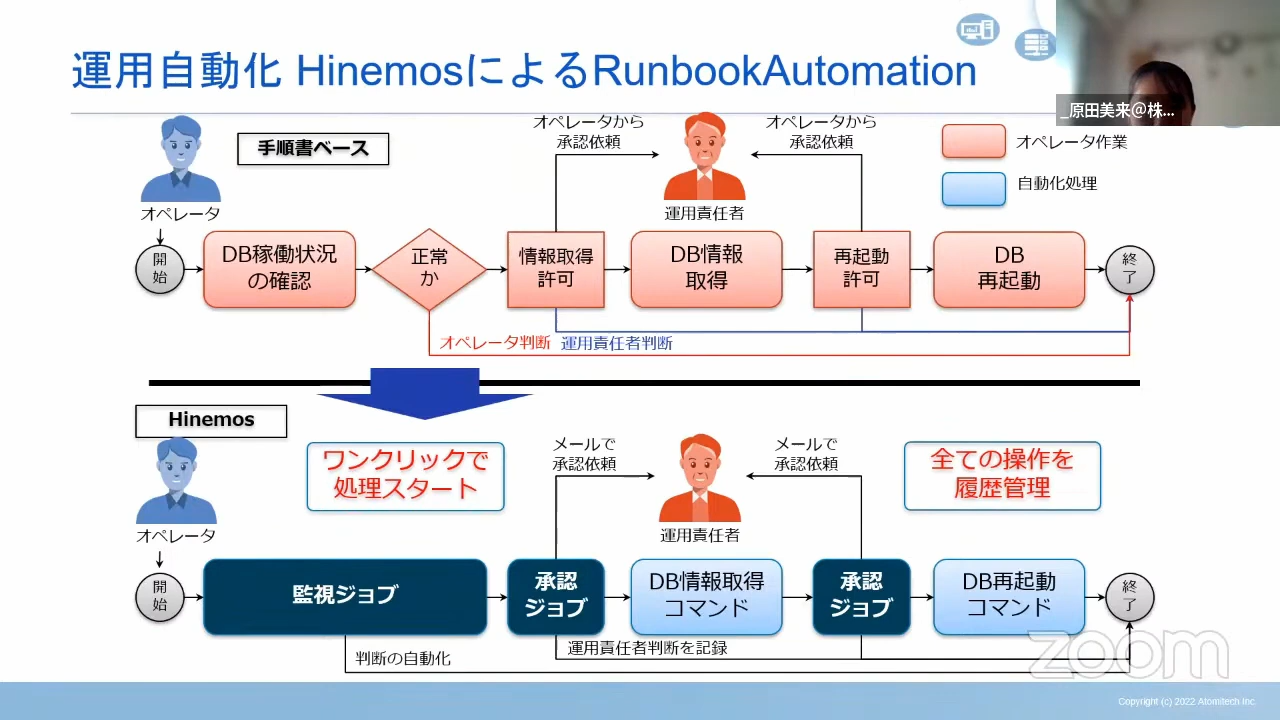 運用自動化 HinemosによるRunbookAutomation
_原田美来＠株...
手順書ベース
オペレータから
承認依頼
オペレータから
承認依頼
オペレータ作業
自動化処理
オペレータ
運用責任者
開
始
DB稼働状況
の確認
正常
か
情報取得
許可
DB情報
取得
再起動
許可
DB
再起動
終
了
オペレータ判断
運用責任者判断
Hinemos
ワンクリックで
処理スタート
メールで
承認依頼
メールで
承認依頼
全ての操作を
履歴管理
オペレータ
運用責任者
開
始
監視ジョブ
承認
ジョブ
DB情報取得
コマンド
承認
ジョブ
DB再起動
コマンド
終
了
判断の自動化
運用責任者判断を記録
zoom
Copyright (c) 2022 Atomitech Inc.